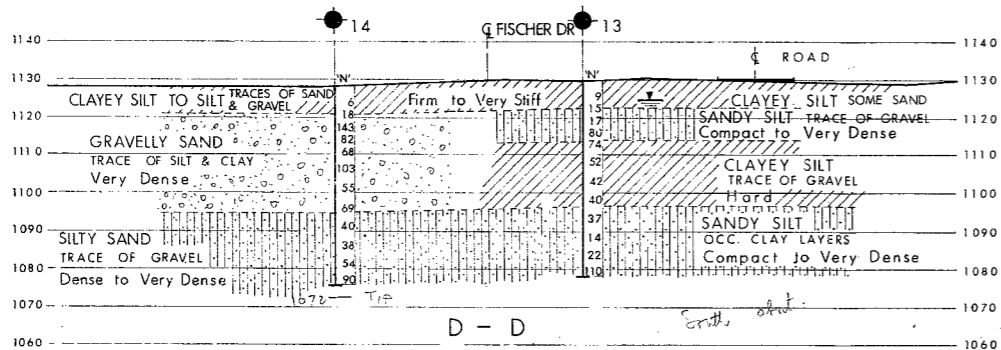 14
℄ FISCHER DR
13
1140
1140
℄ ROAD
1130
'N'
'N'
1130
CLAYEY SILT TO SILT TRACES OF SAND & GRAVEL
6
Firm to Very Stiff
9
CLAYEY SILT SOME SAND
1120
18
15
SANDY SILT TRACE OF GRAVEL
1120
143
17
GRAVELLY SAND
82
80
Compact to Very Dense
1110
68
74
1110
TRACE OF SILT & CLAY
103
52
CLAYEY SILT
Very Dense
55
42
TRACE OF GRAVEL
1100
69
40
Hard
1100
1090
40
37
SANDY SILT
1090
SILTY SAND
38
14
OCC. CLAY LAYERS
TRACE OF GRAVEL
54
22
Compact to Very Dense
1080
90
110
1080
Dense to Very Dense
1072 — TIP
1070
1070
D - D
South
1060
1060